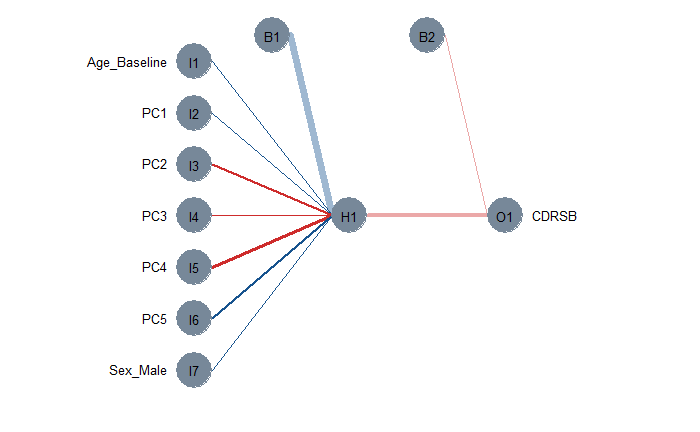 B1 B2
Age_Baseline I1
PC1 I2
PC2 I3
PC3 I4 H1 O1 CDRSB
PC4 I5
PC5 I6
Sex_Male I7